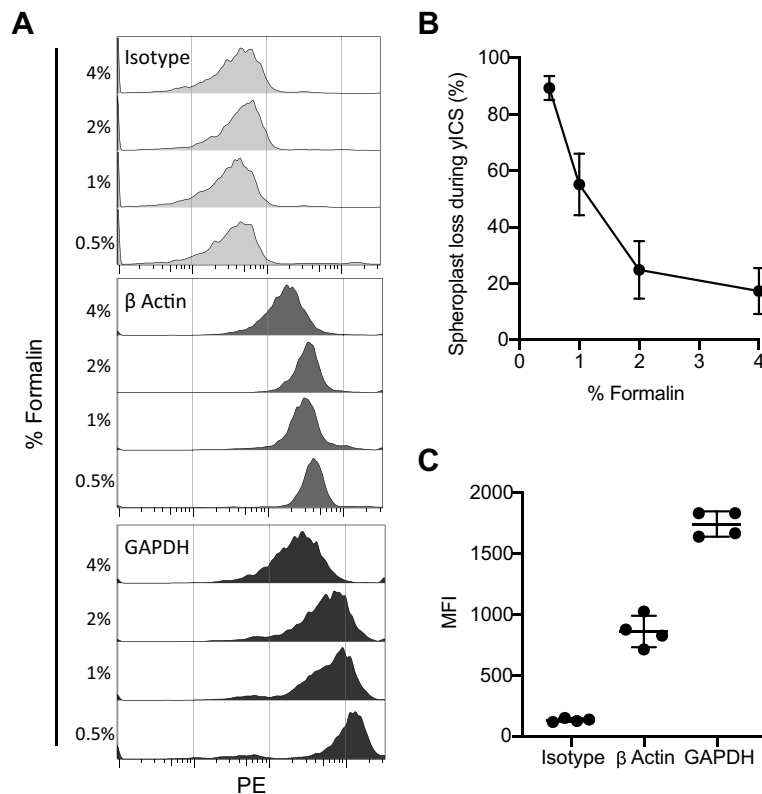 A
% Formalin
Isotype
4%
2%
1%
0.5%
β Actin
4%
2%
1%
0.5%
GAPDH
4%
2%
1%
0.5%
PE
B
Spheroplast loss during yICS (%)
100
80
60
40
20
0
0 1 2 3 4
% Formalin
C
MFI
2000
1500
1000
500
0
Isotype β Actin GAPDH